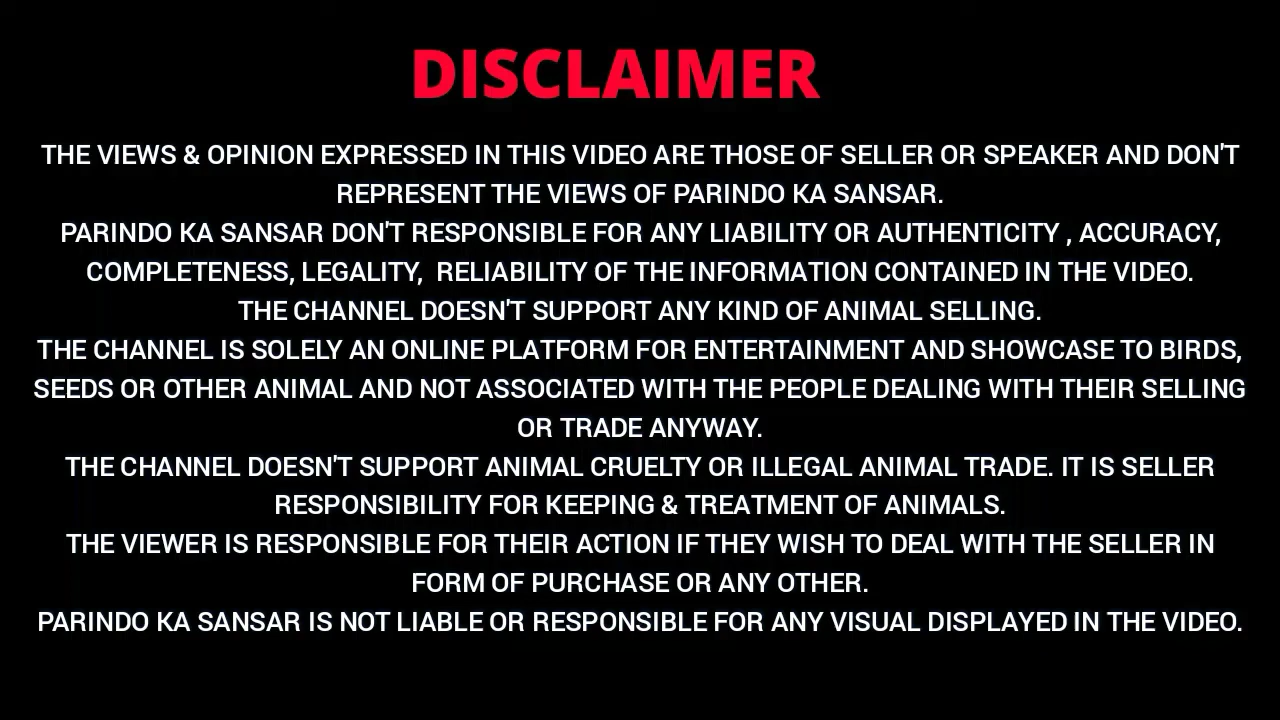 DISCLAIMER
THE VIEWS & OPINION EXPRESSED IN THIS VIDEO ARE THOSE OF SELLER OR SPEAKER AND DON'T
REPRESENT THE VIEWS OF PARINDO KA SANSAR.
PARINDO KA SANSAR DON'T RESPONSIBLE FOR ANY LIABILITY OR AUTHENTICITY , ACCURACY,
COMPLETENESS, LEGALITY,  RELIABILITY OF THE INFORMATION CONTAINED IN THE VIDEO.
THE CHANNEL DOESN'T SUPPORT ANY KIND OF ANIMAL SELLING.
THE CHANNEL IS SOLELY AN ONLINE PLATFORM FOR ENTERTAINMENT AND SHOWCASE TO BIRDS,
SEEDS OR OTHER ANIMAL AND NOT ASSOCIATED WITH THE PEOPLE DEALING WITH THEIR SELLING
OR TRADE ANYWAY.
THE CHANNEL DOESN'T SUPPORT ANIMAL CRUELTY OR ILLEGAL ANIMAL TRADE. IT IS SELLER
RESPONSIBILITY FOR KEEPING & TREATMENT OF ANIMALS.
THE VIEWER IS RESPONSIBLE FOR THEIR ACTION IF THEY WISH TO DEAL WITH THE SELLER IN
FORM OF PURCHASE OR ANY OTHER.
PARINDO KA SANSAR IS NOT LIABLE OR RESPONSIBLE FOR ANY VISUAL DISPLAYED IN THE VIDEO.